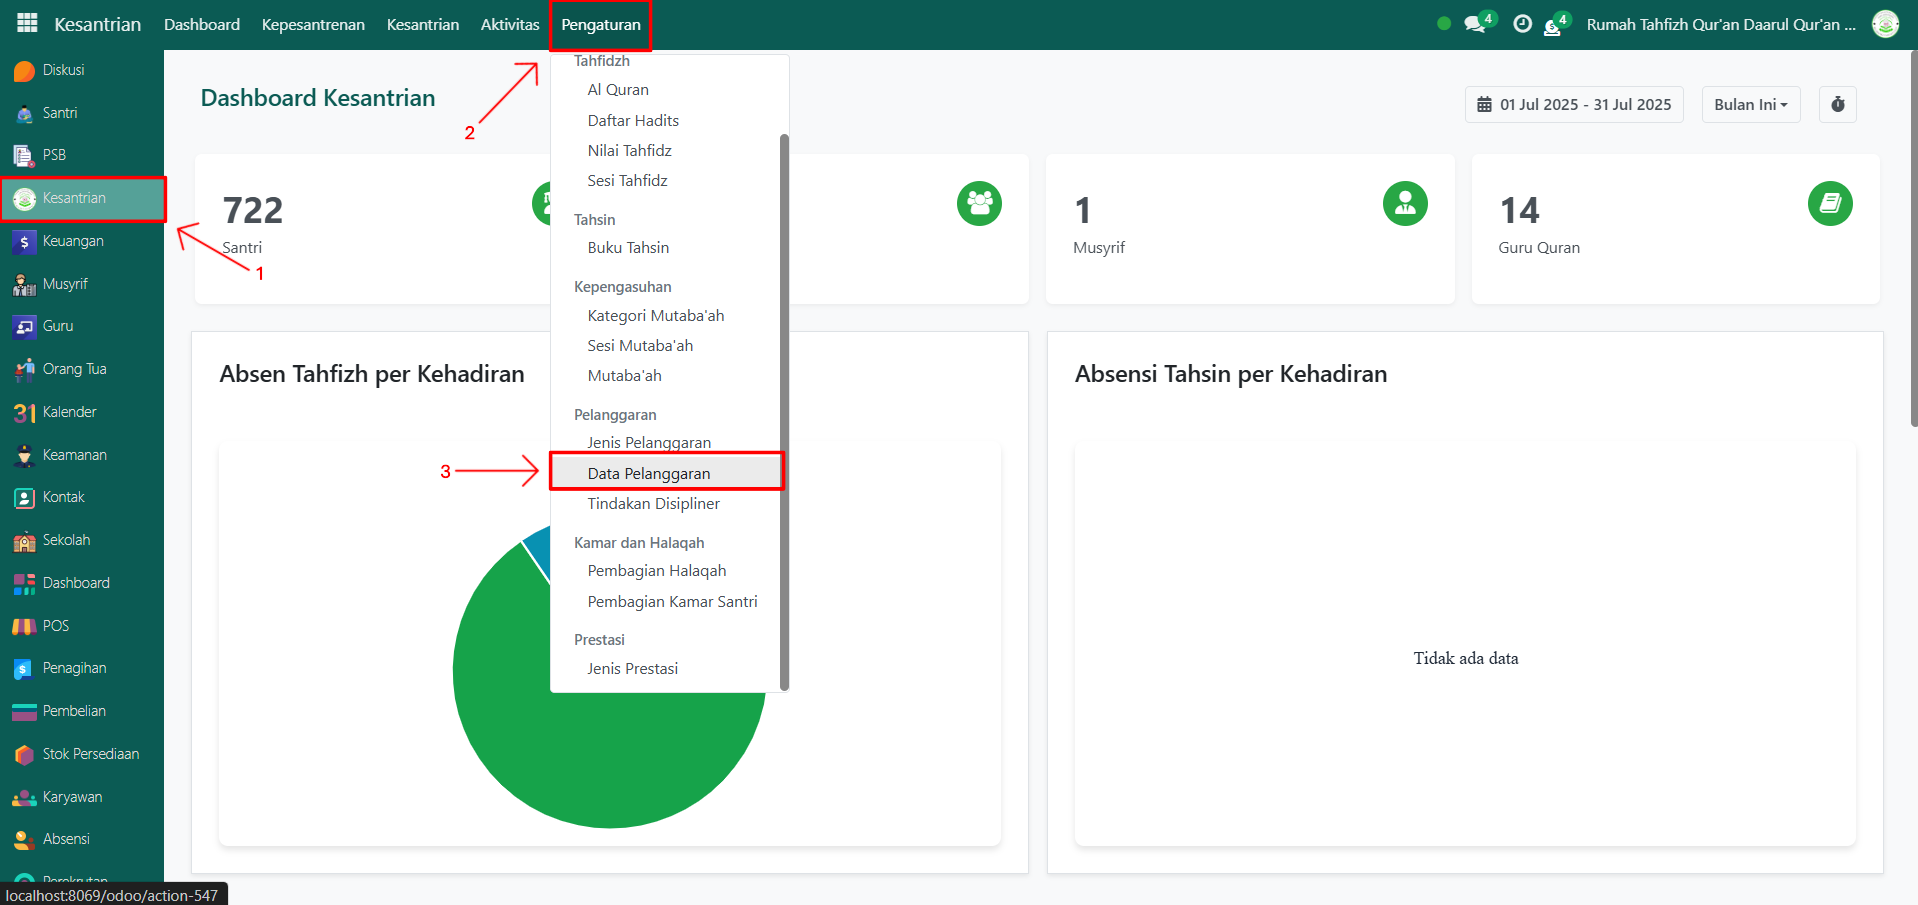 Kesantrian
Dashboard
Kepesantrenan
Kesantrian
Aktivitas
Pengaturan
4
4
Rumah Tahfizh Qur'an Daarul Qur'an ...
Diskusi
Santri
PSB
Kesantrian
Keuangan
Musyrif
Guru
Orang Tua
31
Kalender
Keamanan
Kontak
Sekolah
Dashboard
POS
Penagihan
Pembelian
Stok Persediaan
Karyawan
Absensi
localhost:8069/odoo/action-547
1
2
3
Dashboard Kesantrian
01 Jul 2025 - 31 Jul 2025
Bulan Ini
722
Santri
1
Musyrif
14
Guru Quran
Tahfidzh
Al Quran
Daftar Hadits
Nilai Tahfidz
Sesi Tahfidz
Tahsin
Buku Tahsin
Kepengasuhan
Kategori Mutaba'ah
Sesi Mutaba'ah
Mutaba'ah
Pelanggaran
Jenis Pelanggaran
Data Pelanggaran
Tindakan Disipliner
Kamar dan Halaqah
Pembagian Halaqah
Pembagian Kamar Santri
Prestasi
Jenis Prestasi
Absen Tahfizh per Kehadiran
Absensi Tahsin per Kehadiran
Tidak ada data